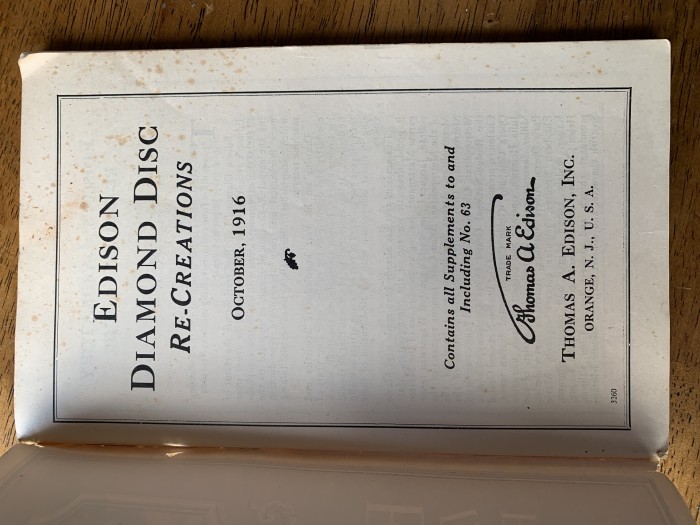 EDISON
DIAMOND DISC
RE-CREATIONS
OCTOBER, 1916
Contains all Supplements to and
Including No. 63
TRADE MARK
Thomas A Edison
THOMAS A. EDISON, INC.
ORANGE, N. J., U. S. A.
3360